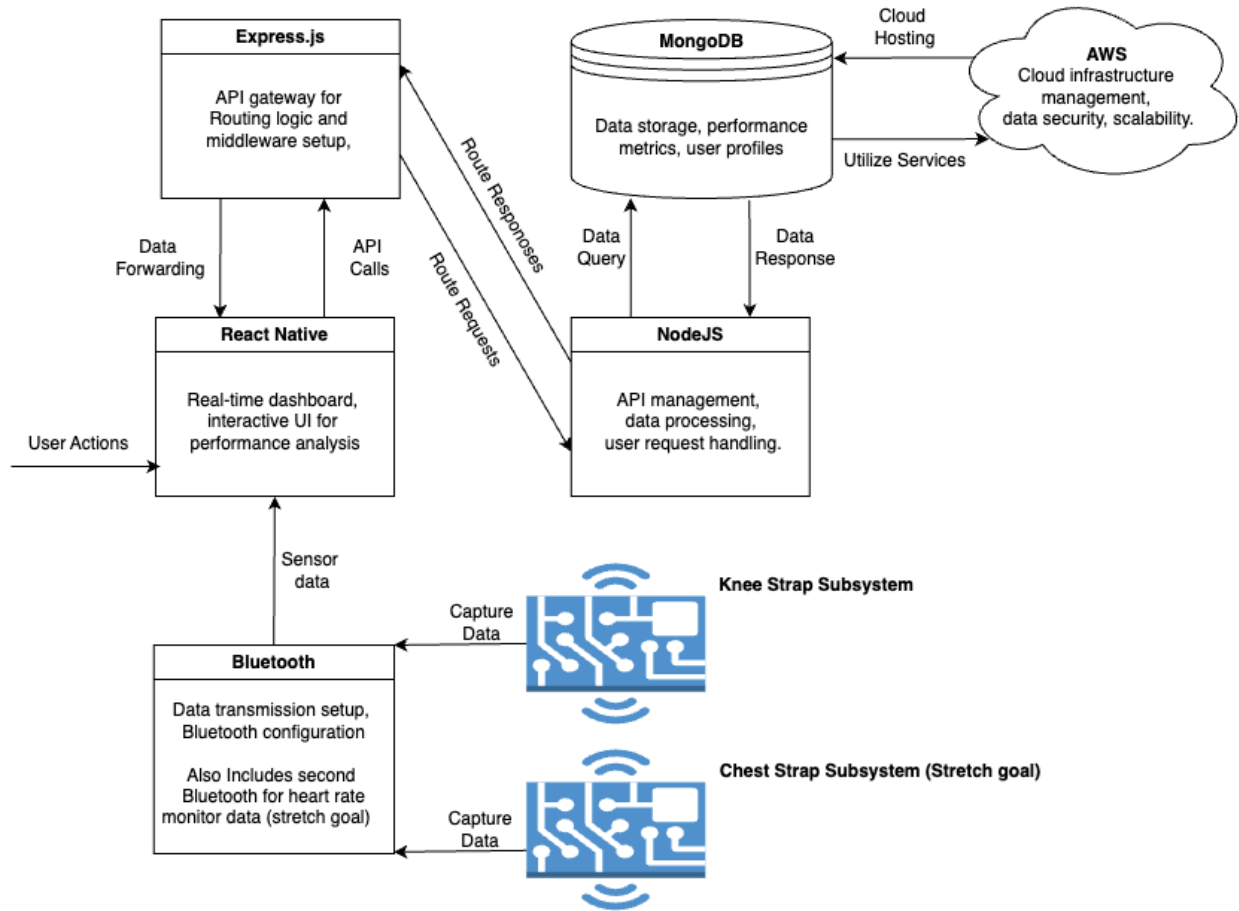 Express.js
API gateway for
Routing logic and
middleware setup,
MongoDB
Data storage, performance
metrics, user profiles
Cloud
Hosting
AWS
Cloud infrastructure
management,
data security, scalability.
Utilize Services
Route Responoses
Route Requests
Data
Forwarding
API
Calls
Data
Query
Data
Response
React Native
Real-time dashboard,
interactive UI for
performance analysis
NodeJS
API management,
data processing,
user request handling.
User Actions
Sensor
data
Bluetooth
Data transmission setup,
Bluetooth configuration
Also Includes second
Bluetooth for heart rate
monitor data (stretch goal)
Capture
Data
Knee Strap Subsystem
Capture
Data
Chest Strap Subsystem (Stretch goal)